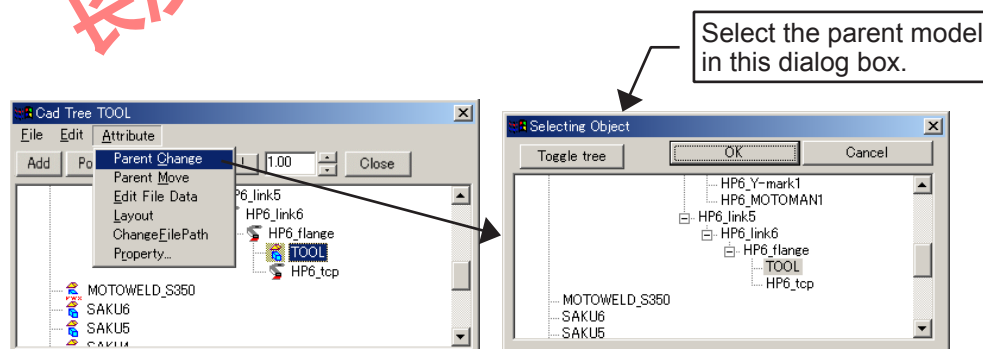 Select the parent model
in this dialog box.
Cad Tree TOOL
File Edit Attribute
Add Po 1.00 Close
Parent Change
Parent Move
Edit File Data
Layout
ChangeFilePath
Property...
P6_link5
HP6_link6
HP6_flange
TOOL
HP6_tcp
MOTOWELD_S350
SAKU6
SAKU5
SAKU4
Selecting Object
Toggle tree OK Cancel
HP6_Y-mark1
HP6_MOTOMAN1
HP6_link5
HP6_link6
HP6_flange
TOOL
HP6_tcp
MOTOWELD_S350
SAKU6
SAKU5